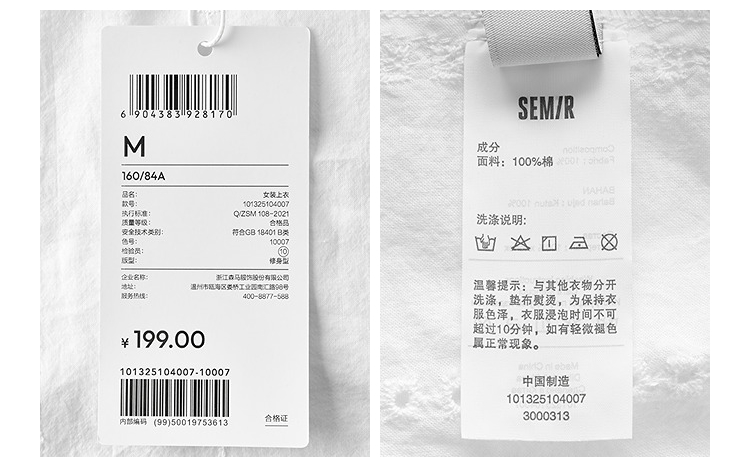 6 904383 928170
M
160/84A
品名: 女装上衣
款号: 101325104007
执行标准: Q/ZSM 108-2021
质量等级: 合格品
安全技术类别: 符合GB 18401 B类
色号: 10007
检验员: 10
版型: 修身型
企业名称: 浙江森马服饰股份有限公司
地址: 温州市瓯海区娄桥工业园南汇路98号
服务热线: 400-8877-588
¥ 199.00
101325104007-10007
内部编码 (99)50019753613
合格证
SEMIR
成分
面料: 100%棉
洗涤说明:
温馨提示: 与其他衣物分开
洗涤, 垫布熨烫, 为保持衣
服色泽, 衣服浸泡时间不可
超过10分钟, 如有轻微褪色
属正常现象。
中国制造
101325104007
3000313